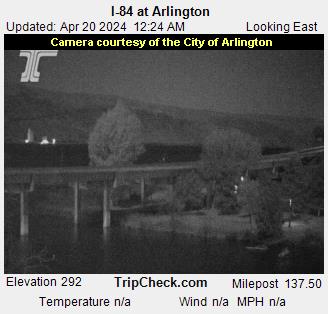 I-84 at Arlington
Updated: Apr 20 2024 12:24 AM Looking East
Camera courtesy of the City of Arlington
Elevation 292 TripCheck.com Milepost 137.50
Temperature n/a Wind n/a MPH n/a